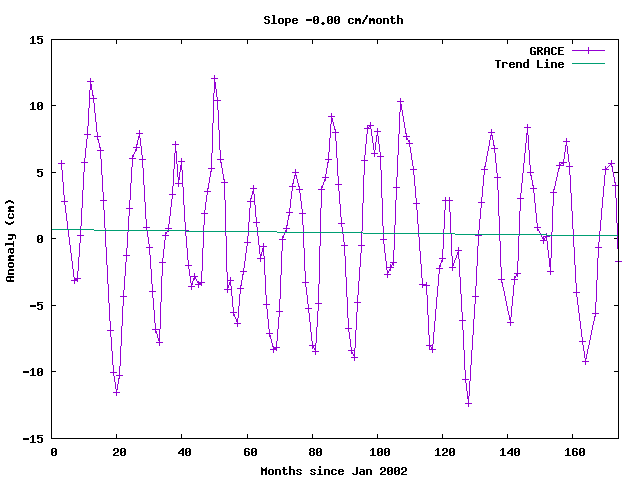 Slope -0.00 cm/month
GRACE
Trend Line
15
10
5
0
-5
-10
-15
Anomaly (cm)
0 20 40 60 80 100 120 140 160
Months since Jan 2002